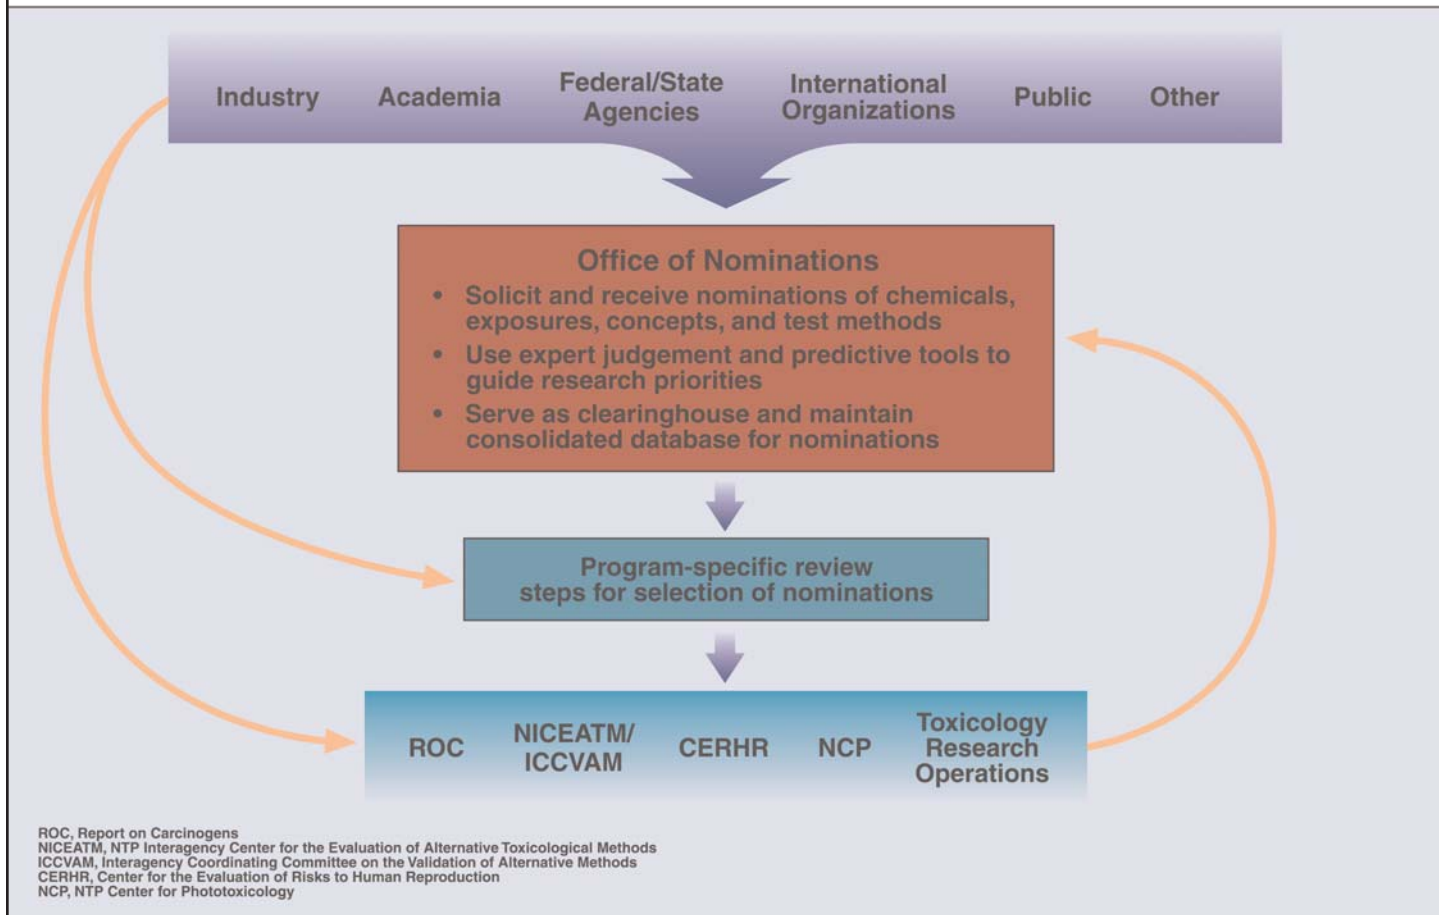 Industry
Academia
Federal/State
Agencies
International
Organizations
Public
Other
Office of Nominations
• Solicit and receive nominations of chemicals,
exposures, concepts, and test methods
• Use expert judgement and predictive tools to
guide research priorities
• Serve as clearinghouse and maintain
consolidated database for nominations
Program-specific review
steps for selection of nominations
ROC
NICEATM/
ICCVAM
CERHR
NCP
Toxicology
Research
Operations
ROC, Report on Carcinogens
NICEATM, NTP Interagency Center for the Evaluation of Alternative Toxicological Methods
ICCVAM, Interagency Coordinating Committee on the Validation of Alternative Methods
CERHR, Center for the Evaluation of Risks to Human Reproduction
NCP, NTP Center for Phototoxicology